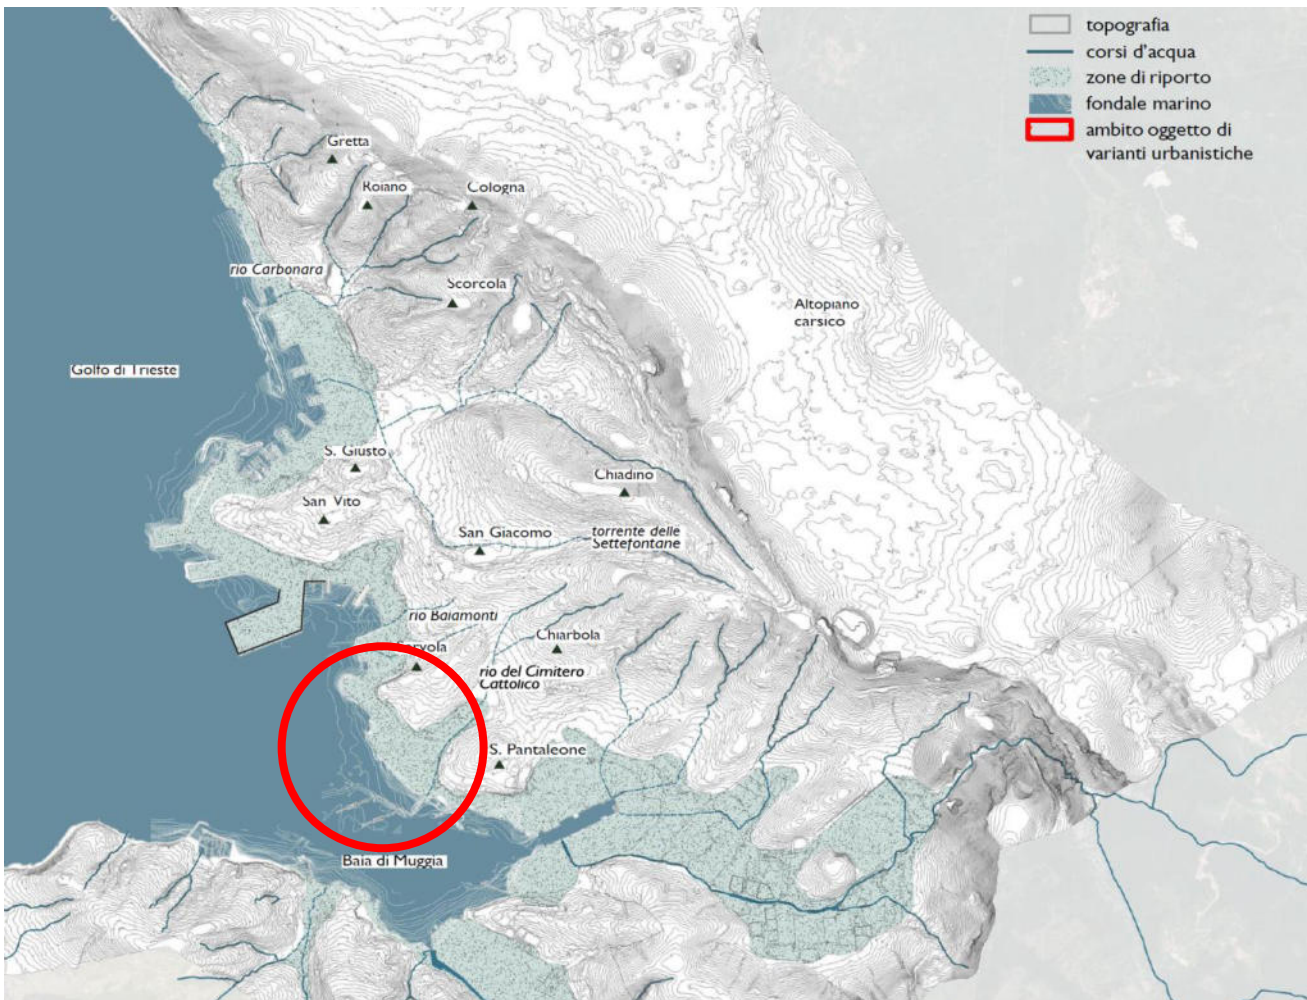 topografia
corsi d'acqua
zone di riporto
fondale marino
ambito oggetto di
varianti urbanistiche
Gretta
Roiano
Cologna
rio Carbonara
Scorcola
Altopiano
carsico
Golfo di Trieste
S. Giusto
Chiadino
San Vito
San Giacomo
torrente delle
Settefontane
rio Baiamonti
Chiarbola
rio del Cimitero
Cattolico
S. Pantaleone
Baia di Muggia